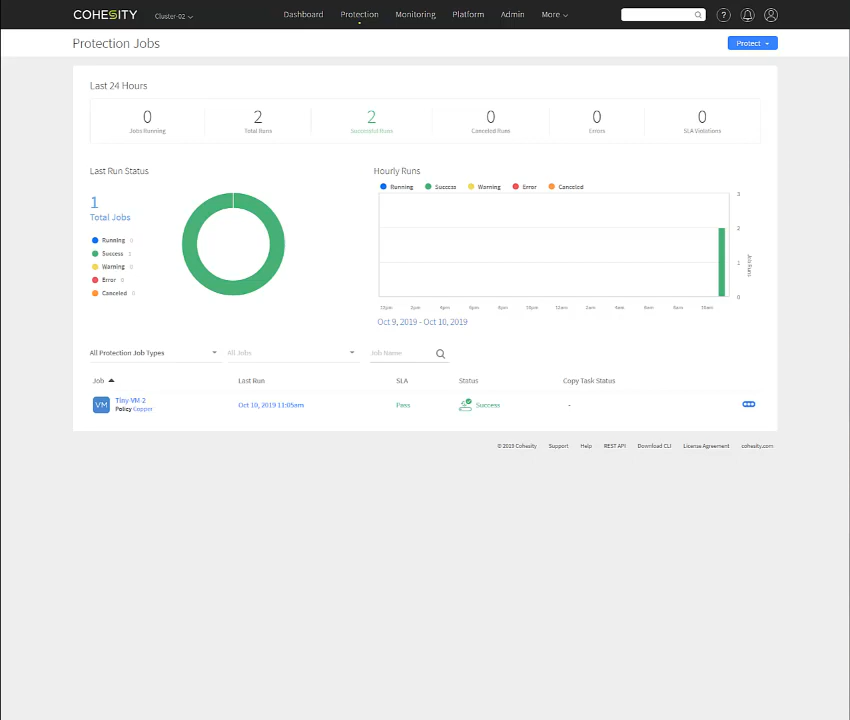 COHESITY Cluster-02 Dashboard Protection Monitoring Platform Admin More ?
Protection Jobs Protect
Last 24 Hours
0 2 2 0 0 0
Jobs Running Total Runs Successful Runs Canceled Runs Errors SLA Violations
Last Run Status Hourly Runs
Running Success Warning Error Canceled
1
Total Jobs
Running 0
Success 1
Warning 0
Error 0
Canceled 0
3
2
1
0
Job Runs
12pm 2pm 4pm 6pm 8pm 10pm 12am 2am 4am 6am 8am 10am
Oct 9, 2019 - Oct 10, 2019
All Protection Job Types All Jobs Job Name
Job Last Run SLA Status Copy Task Status
VM Tiny VM 2 Oct 10, 2019 11:05am Pass Success -
Policy Copper
© 2019 Cohesity Support Help REST API Download CLI License Agreement cohesity.com